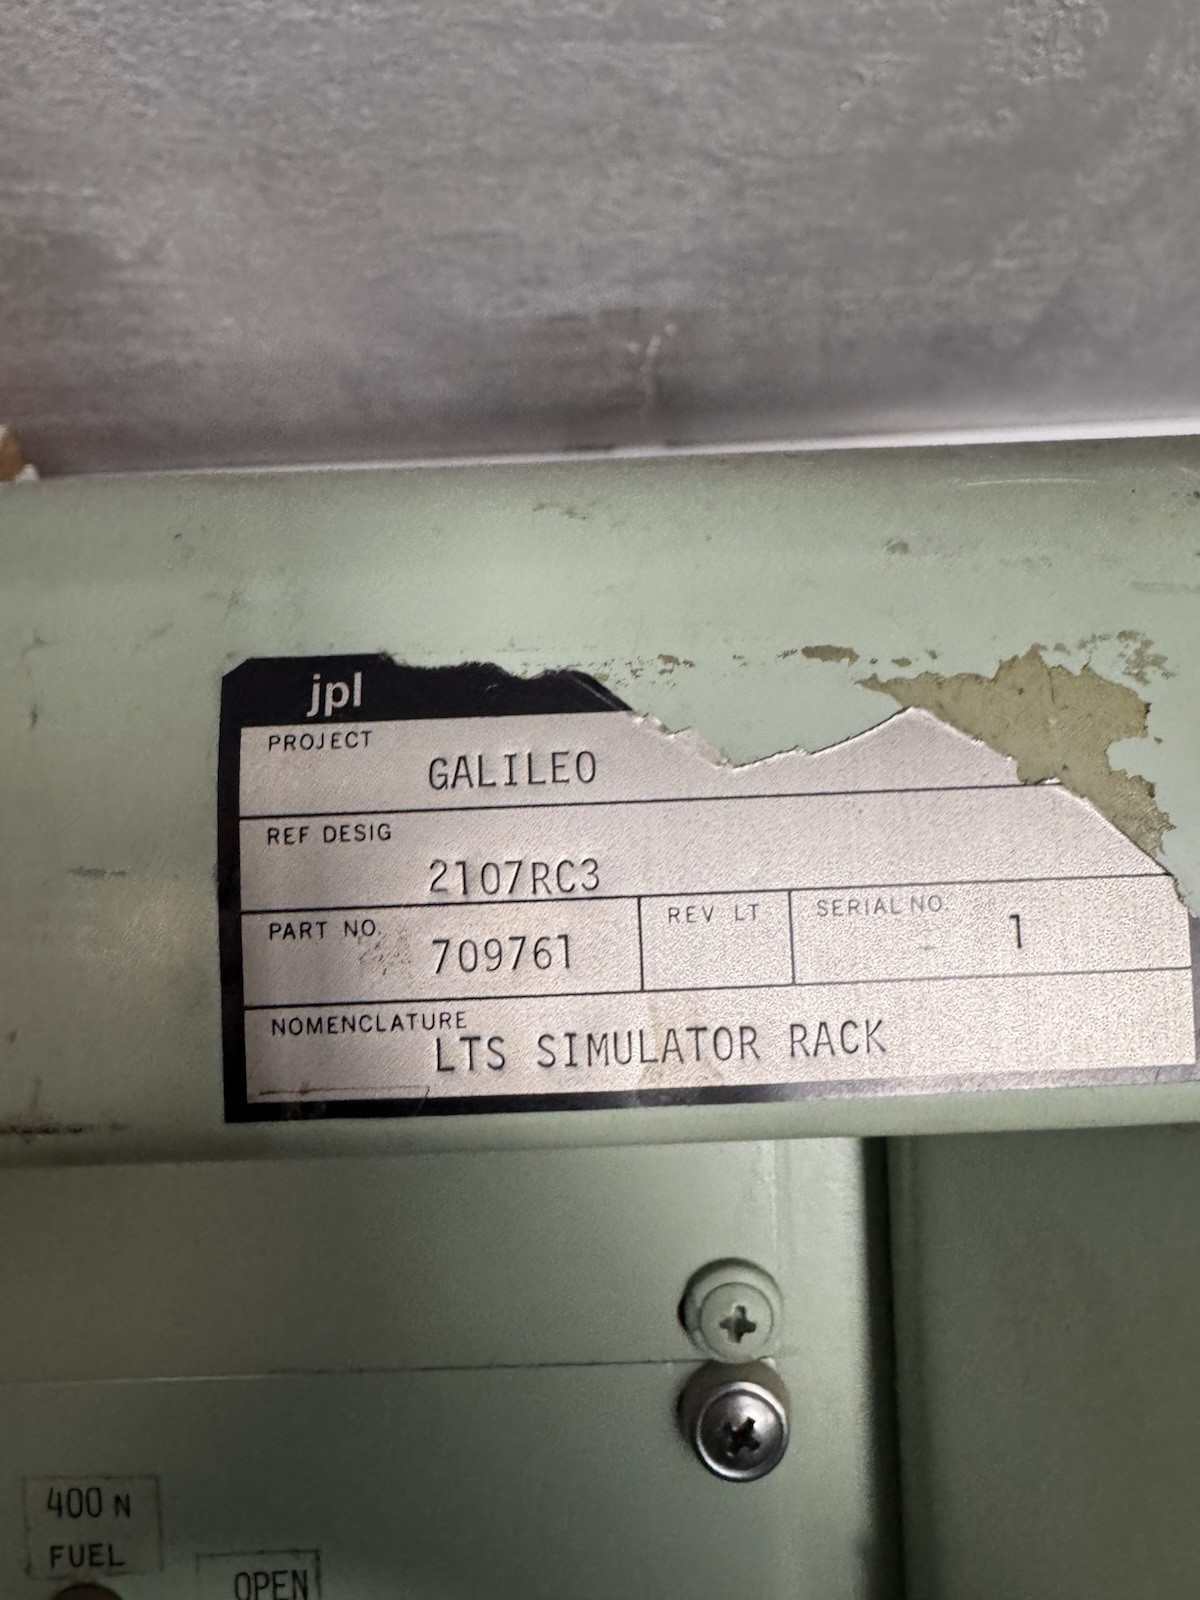 jpl
PROJECT
GALILEO
REF DESIG
2107RC3
PART NO.
709761
REV LT
SERIAL NO.
1
NOMENCLATURE
LTS SIMULATOR RACK
400 N
FUEL
OPEN